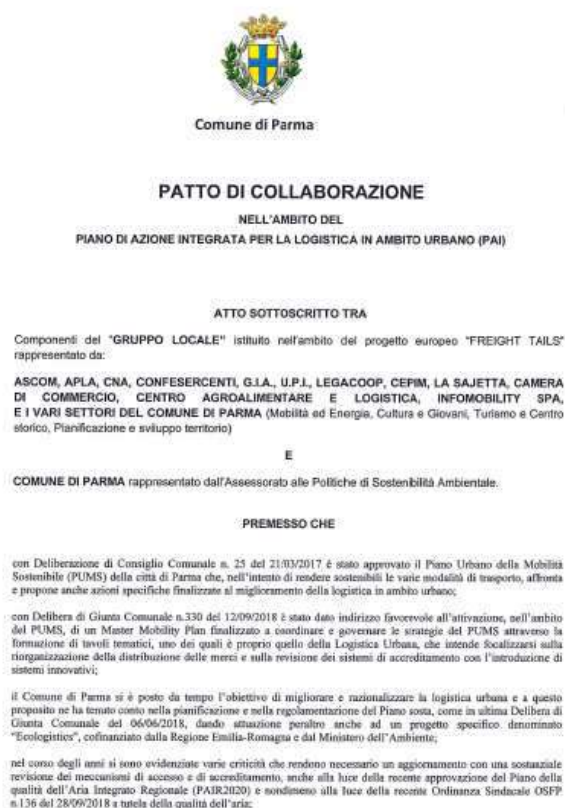 Comune di Parma
PATTO DI COLLABORAZIONE
NELL'AMBITO DEL
PIANO DI AZIONE INTEGRATA PER LA LOGISTICA IN AMBITO URBANO (PAI)
ATTO SOTTOSCRITTO TRA
Componenti del "GRUPPO LOCALE" istituito nell'ambito del progetto europeo "FREIGHT TAILS"
rappresentato da:
ASCOM, APLA, CNA, CONFESERCENTI, G.I.A., U.P.I., LEGACOOP, CEPIM, LA SAJETTA, CAMERA
DI COMMERCIO, CENTRO AGROALIMENTARE E LOGISTICA, INFOMOBILITY SPA,
E I VARI SETTORI DEL COMUNE DI PARMA (Mobilità ed Energia, Cultura e Giovani, Turismo e Centro
storico, Pianificazione e sviluppo territorio)
E
COMUNE DI PARMA rappresentato dall'Assessorato alle Politiche di Sostenibilità Ambientale.
PREMESSO CHE
con Deliberazione di Consiglio Comunale n. 25 del 21/03/2017 è stato approvato il Piano Urbano della Mobilità
Sostenibile (PUMS) della città di Parma che, nell'intento di rendere sostenibili le varie modalità di trasporto, affronta
e propone anche azioni specifiche finalizzate al miglioramento della logistica in ambito urbano;
con Delibera di Giunta Comunale n.330 del 12/09/2018 è stato dato indirizzo favorevole all'attivazione, nell'ambito
del PUMS, di un Master Mobility Plan finalizzato a coordinare e governare le strategie del PUMS attraverso la
formazione di tavoli tematici, uno dei quali è proprio quello della Logistica Urbana, che intende focalizzarsi sulla
riorganizzazione della distribuzione delle merci e sulla revisione dei sistemi di accreditamento con l'introduzione di
sistemi innovativi;
il Comune di Parma si è posto da tempo l'obiettivo di migliorare e razionalizzare la logistica urbana e a questo
proposito ne ha tenuto conto nella pianificazione e nella regolamentazione del Piano sosta, come in ultima Delibera di
Giunta Comunale del 06/06/2018, dando attuazione peraltro anche ad un progetto specifico denominato
"Ecologistics", cofinanziato dalla Regione Emilia-Romagna e dal Ministero dell'Ambiente;
nel corso degli anni si sono evidenziate varie criticità che rendono necessario un aggiornamento con una sostanziale
revisione dei meccanismi di accesso e di accreditamento, anche alla luce della recente approvazione del Piano della
qualità dell'Aria Integrato Regionale (PAIR2020) e nondimeno alla luce della recente Ordinanza Sindacale OSFP
n.136 del 28/09/2018 a tutela della qualità dell'aria;